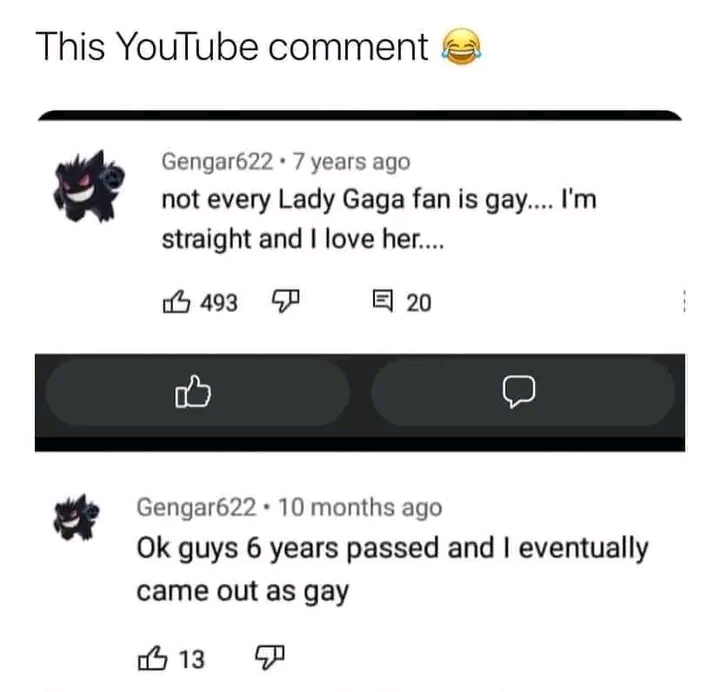 This YouTube comment 😂
Gengar622 • 7 years ago
not every Lady Gaga fan is gay.... I'm
straight and I love her....
493 20
Gengar622 • 10 months ago
Ok guys 6 years passed and I eventually
came out as gay
13